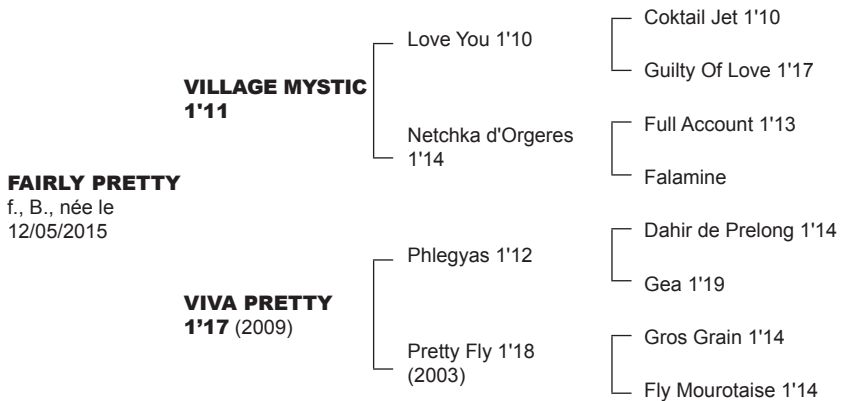 FAIRLY PRETTY
f., B., née le
12/05/2015
VILLAGE MYSTIC
1'11
VIVA PRETTY
1’17 (2009)
Love You 1'10
Netchka d'Orgeres
1'14
Phlegyas 1'12
Pretty Fly 1'18
(2003)
Coktail Jet 1'10
Guilty Of Love 1'17
Full Account 1'13
Falamine
Dahir de Prelong 1'14
Gea 1'19
Gros Grain 1'14
Fly Mourotaise 1'14